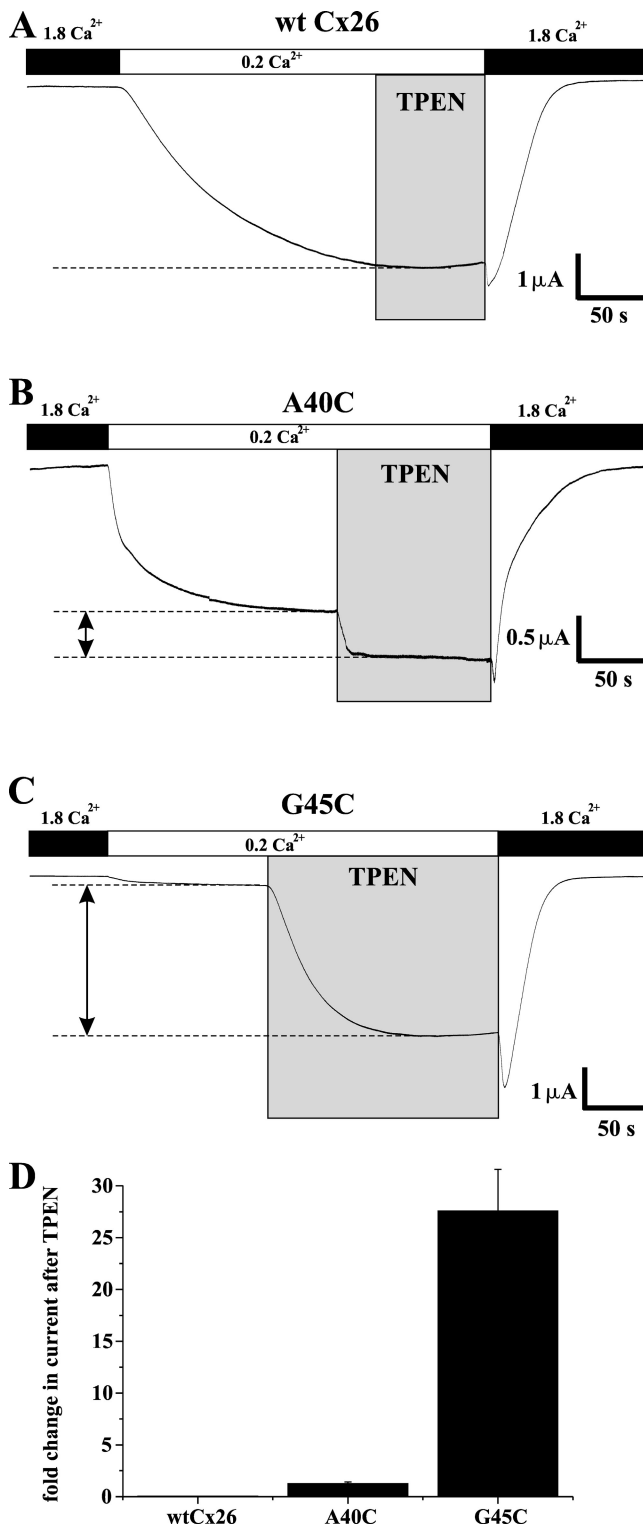 A
wt Cx26
1.8 Ca²⁺
1.8 Ca²⁺
0.2 Ca²⁺
TPEN
1 μA
50 s
B
A40C
1.8 Ca²⁺
1.8 Ca²⁺
0.2 Ca²⁺
TPEN
0.5 μA
50 s
C
G45C
1.8 Ca²⁺
1.8 Ca²⁺
0.2 Ca²⁺
TPEN
1 μA
50 s
D
fold change in current after TPEN
30
25
20
15
10
5
0
wtCx26 A40C G45C